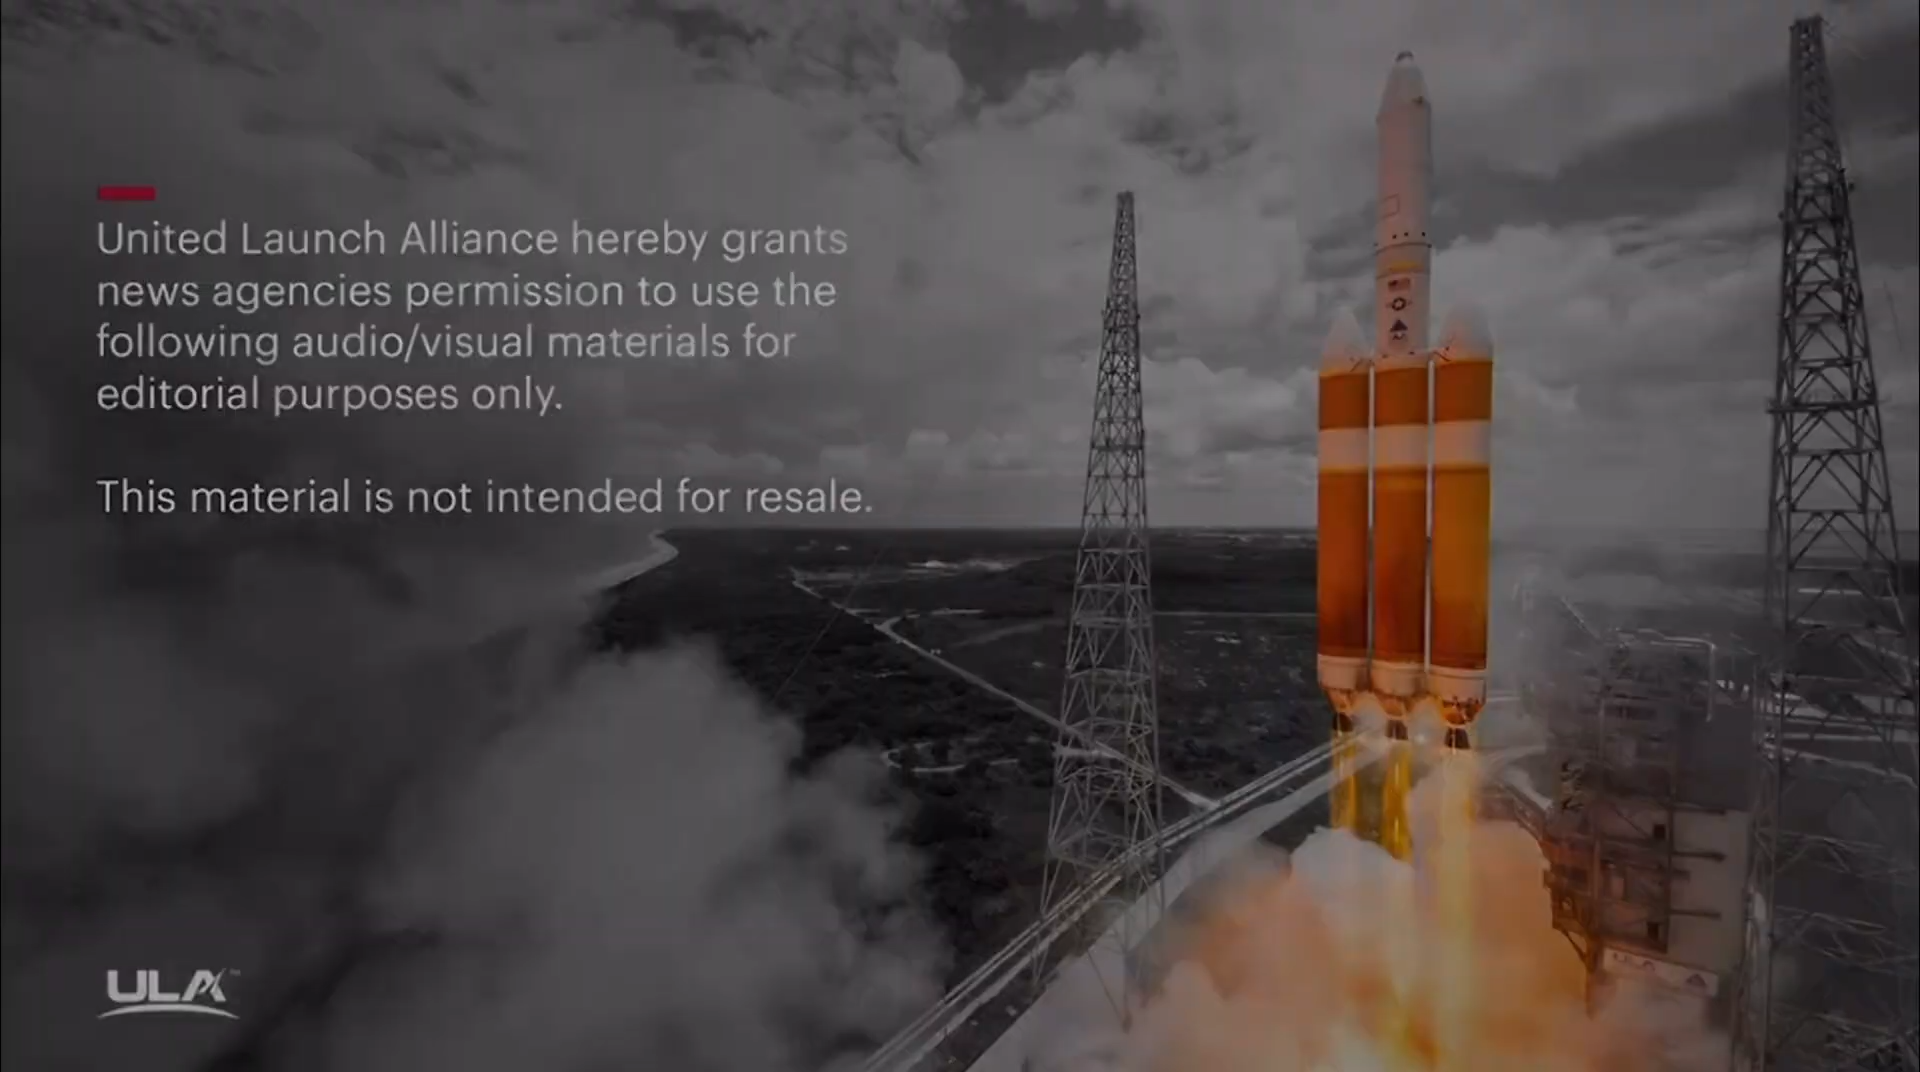 United Launch Alliance hereby grants
news agencies permission to use the
following audio/visual materials for
editorial purposes only.
This material is not intended for resale.
ULA™